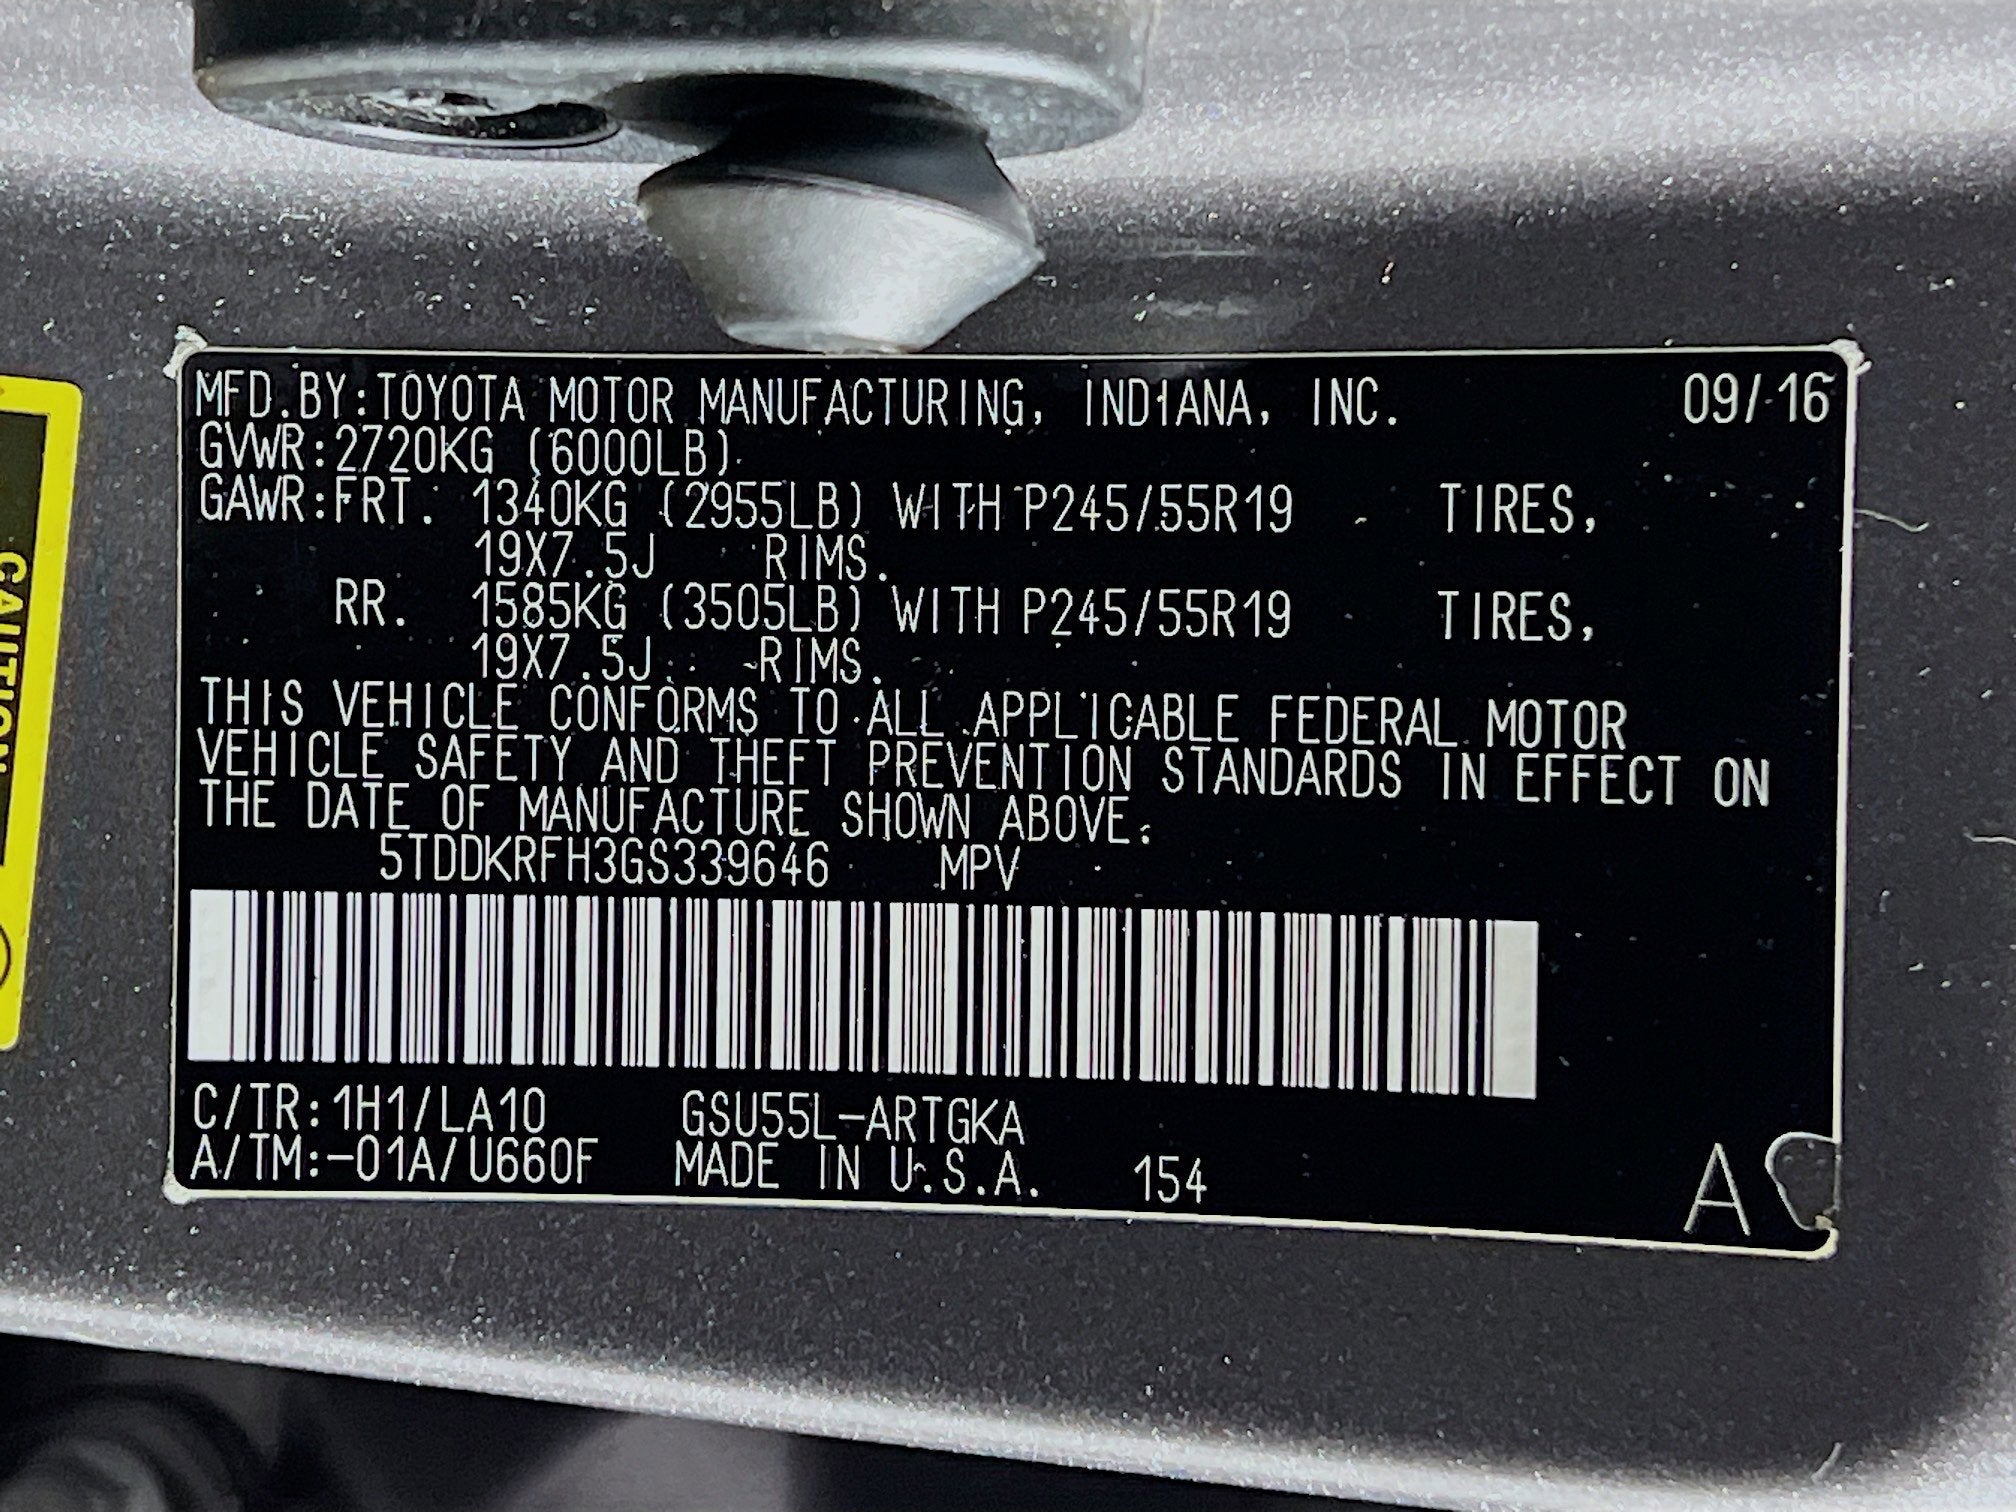 MFD.BY:TOYOTA MOTOR MANUFACTURING, INDIANA, INC. 09/16
GVWR:2720KG (6000LB)
GAWR:FRT. 1340KG (2955LB) WITH P245/55R19 TIRES,
19X7.5J RIMS.
RR. 1585KG (3505LB) WITH P245/55R19 TIRES,
19X7.5J RIMS.
THIS VEHICLE CONFORMS TO ALL APPLICABLE FEDERAL MOTOR
VEHICLE SAFETY AND THEFT PREVENTION STANDARDS IN EFFECT ON
THE DATE OF MANUFACTURE SHOWN ABOVE.
5TDDKRFH3GS339646 MPV
C/TR:1H1/LA10 GSU55L-ARTGKA
A/TM:-01A/U660F MADE IN U.S.A. 154 A
CAUTION